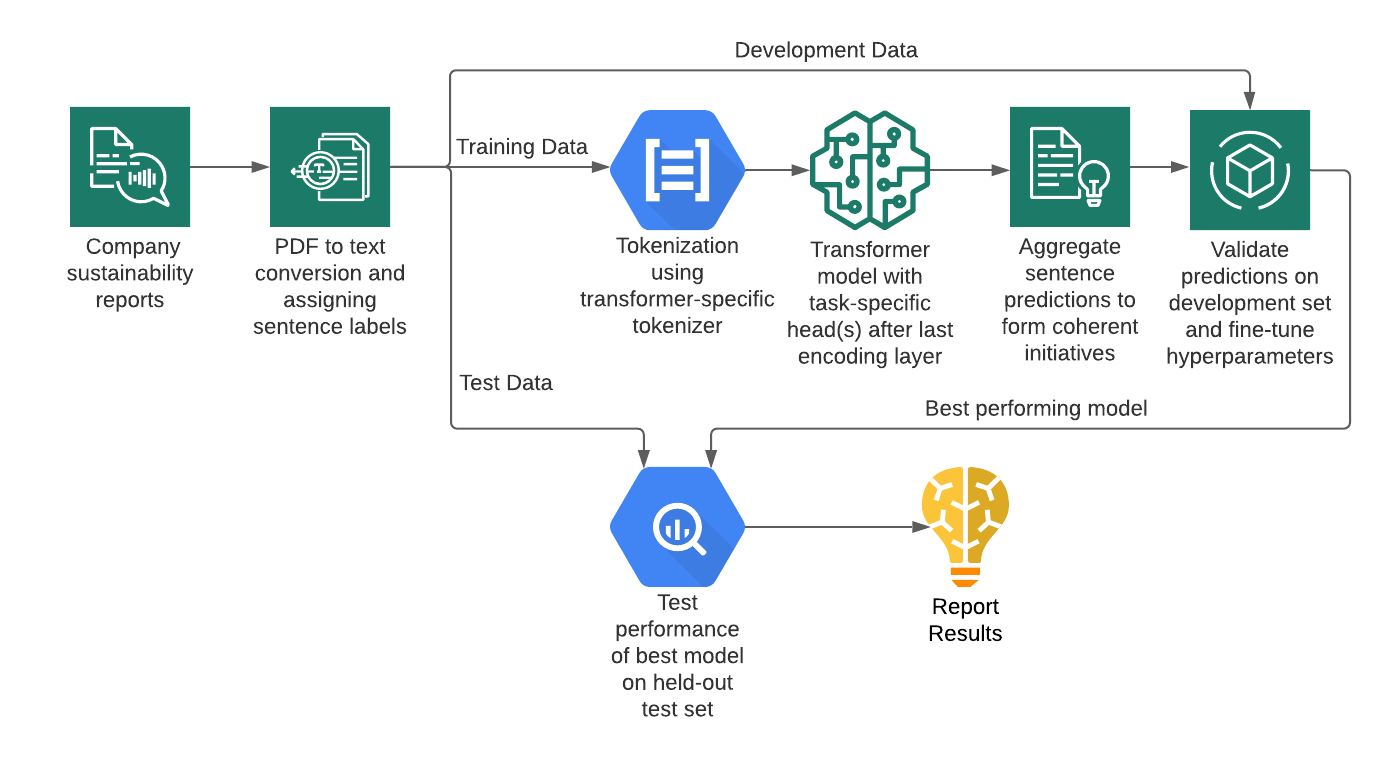 Development Data
Training Data
Company
sustainability
reports
PDF to text
conversion and
assigning
sentence labels
Tokenization
using
transformer-specific
tokenizer
Transformer
model with
task-specific
head(s) after last
encoding layer
Aggregate
sentence
predictions to
form coherent
initiatives
Validate
predictions on
development set
and fine-tune
hyperparameters
Test Data
Best performing model
Test
performance
of best model
on held-out
test set
Report
Results